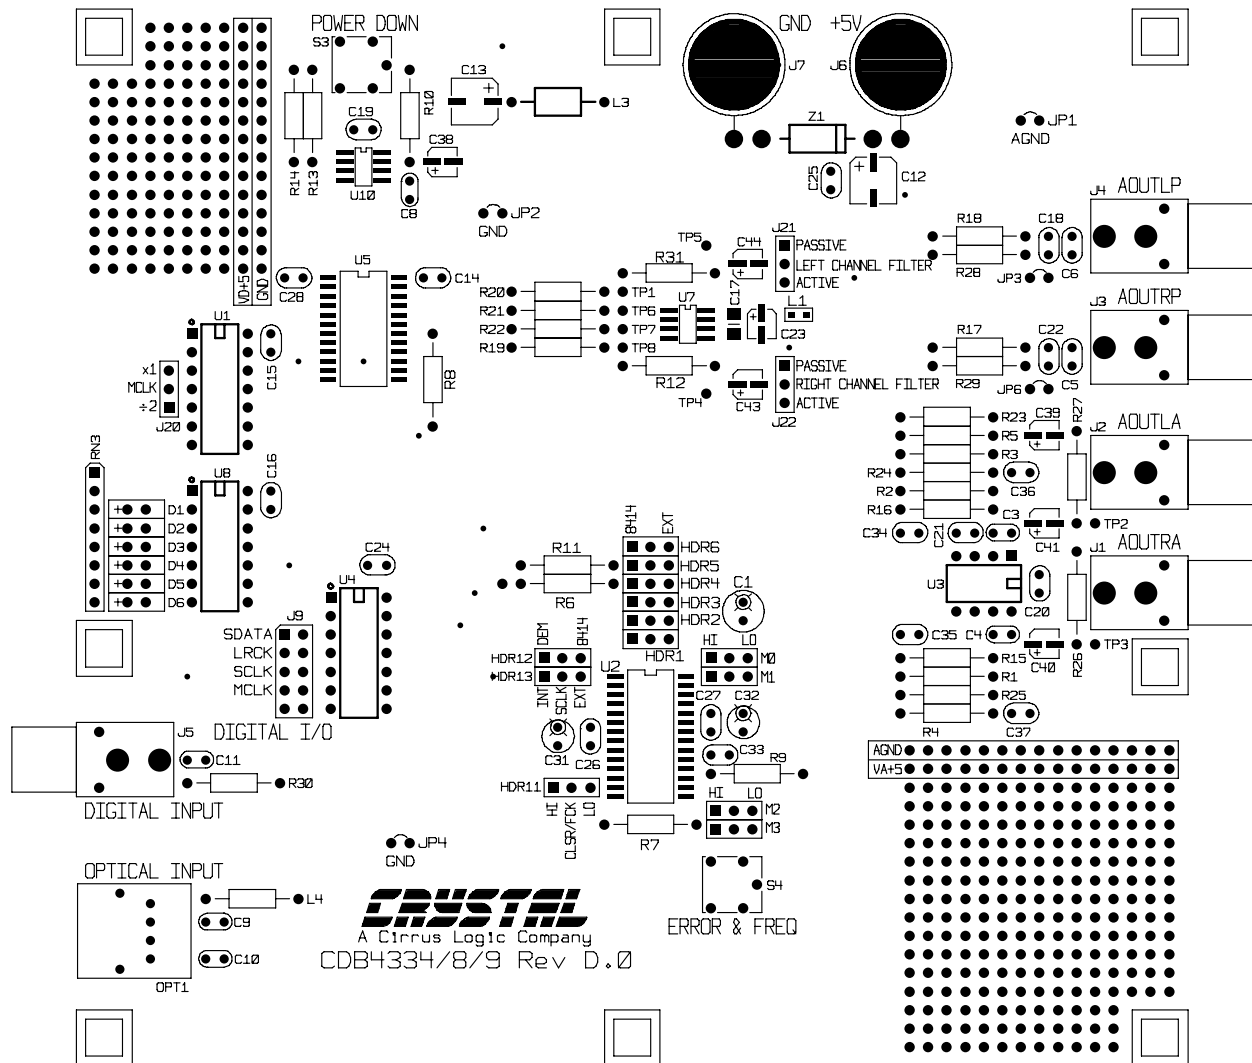 POWER DOWN
S3
GND
+5V
J7
J6
C13
L3
R10
C19
C38
R14
R13
U10
C8
Z1
C25
C12
JP1
AGND
J4
AOUTLP
JP2
GND
VD+5
GND
C28
U5
C14
TP5
C44
J21
PASSIVE
LEFT CHANNEL FILTER
ACTIVE
R31
R18
R28
C18
C6
JP3
R20
R21
R22
R19
TP1
TP6
TP7
TP8
U7
C17
C23
L1
J3
AOUTRP
R17
R29
C22
C5
JP6
U1
C15
x1
MCLK
÷2
J20
R8
R12
TP4
C43
PASSIVE
RIGHT CHANNEL FILTER
ACTIVE
J22
R23
R5
R3
R24
R2
R16
C39
R27
C36
J2
AOUTLA
RN3
U8
C16
D1
D2
D3
D4
D5
D6
C34
C21
C3
C41
TP2
J1
AOUTRA
C24
U4
R11
R6
8414
EXT
HDR6
HDR5
HDR4
HDR3
HDR2
HDR1
C1
U3
C20
J9
SDATA
LRCK
SCLK
MCLK
DIGITAL I/O
DEM
8414
HDR12
HDR13
INT
SCLK
EXT
U2
HI
LO
M0
M1
C35
C4
C40
R26
TP3
R15
R1
R25
R4
C37
C31
C26
C27
C32
C33
R9
J5
C11
R30
DIGITAL INPUT
HDR11
HI
CLSR/FCK
LO
R7
HI
LO
M2
M3
AGND
VA+5
JP4
GND
OPTICAL INPUT
L4
C9
C10
OPT1
S4
ERROR & FREQ
CRYSTAL
A Cirrus Logic Company
CDB4334/8/9 Rev D.0